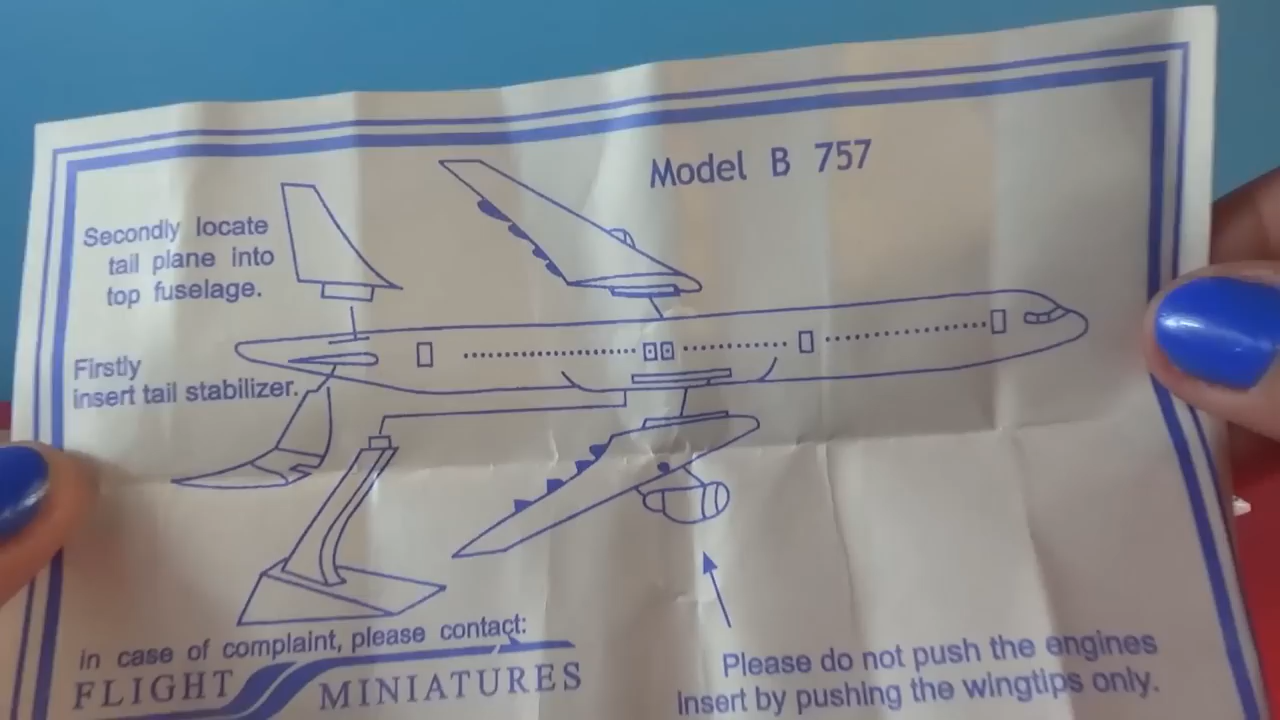 Model B 757
Secondly locate
tail plane into
top fuselage.
Firstly
insert tail stabilizer.
in case of complaint, please contact:
FLIGHT MINIATURES
Please do not push the engines
Insert by pushing the wingtips only.